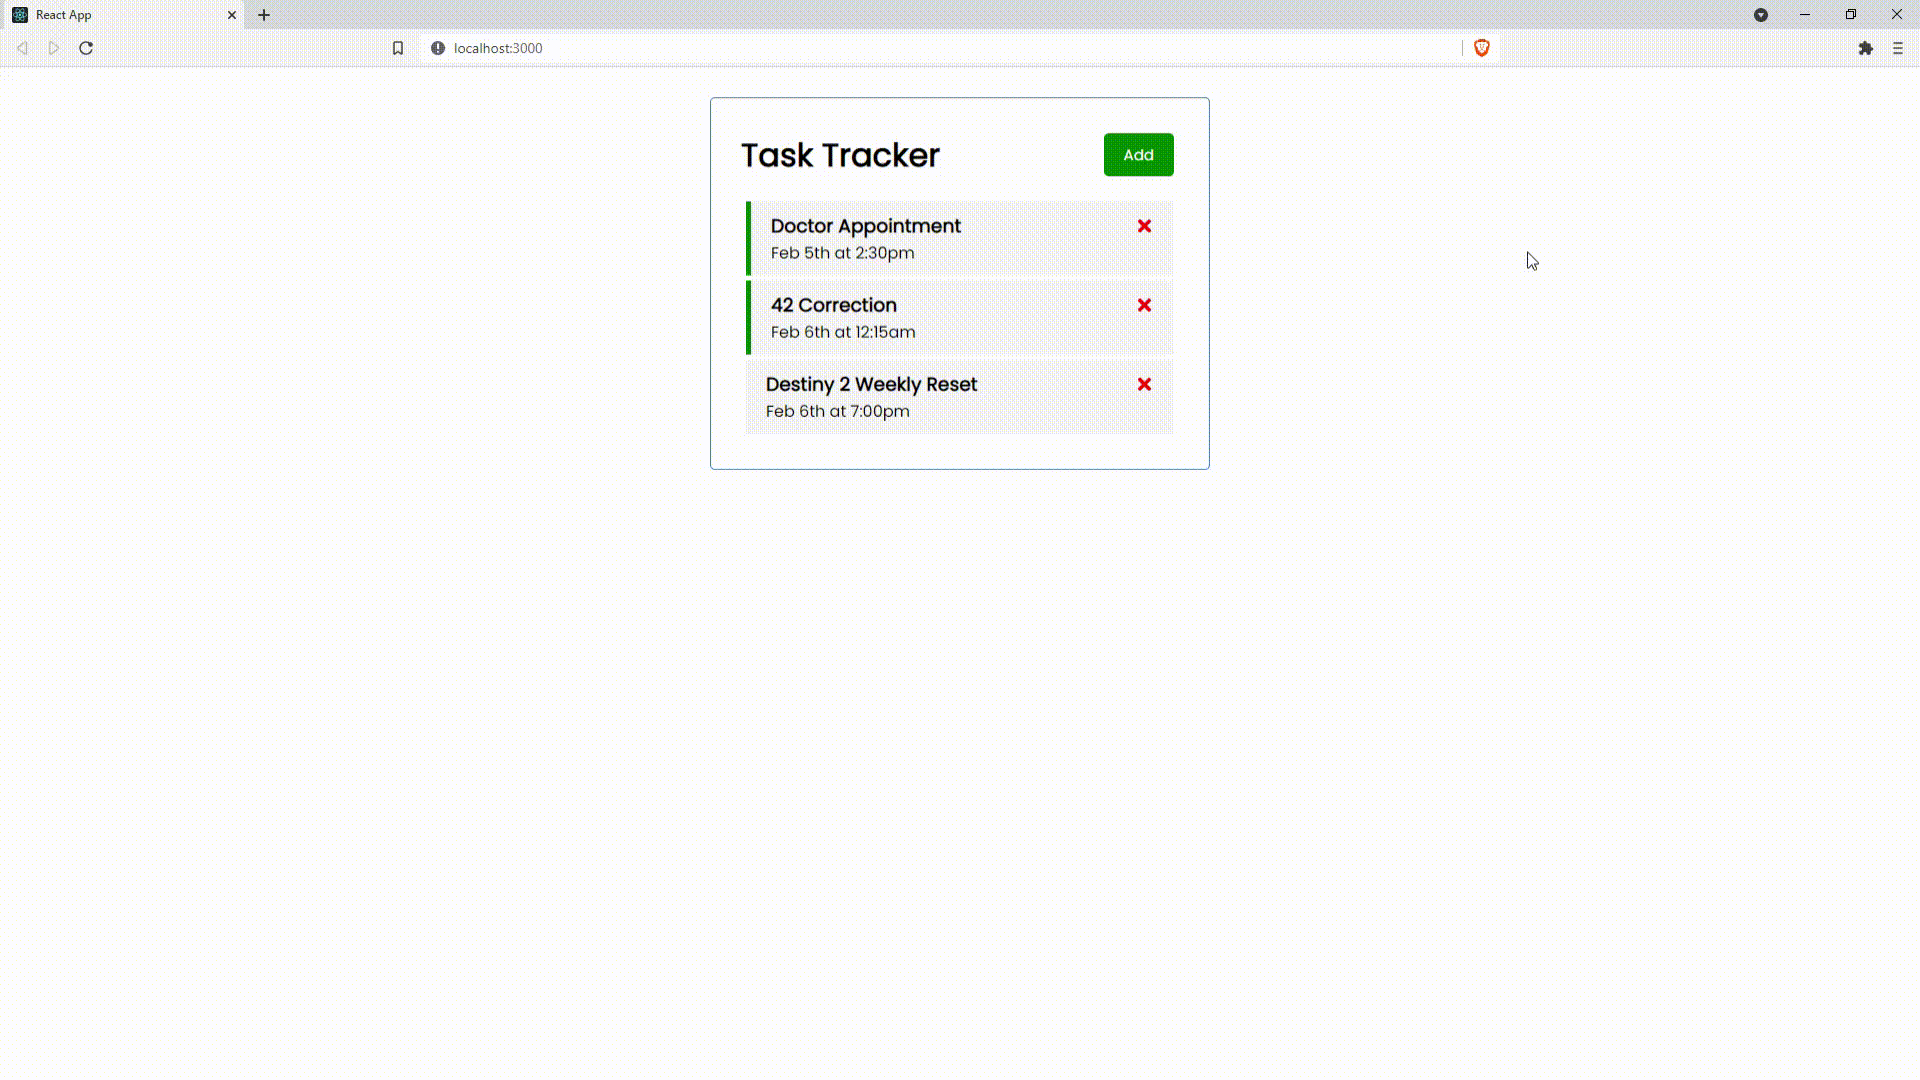 React App
localhost:3000
Task Tracker
Add
Doctor Appointment
Feb 5th at 2:30pm
42 Correction
Feb 6th at 12:15am
Destiny 2 Weekly Reset
Feb 6th at 7:00pm